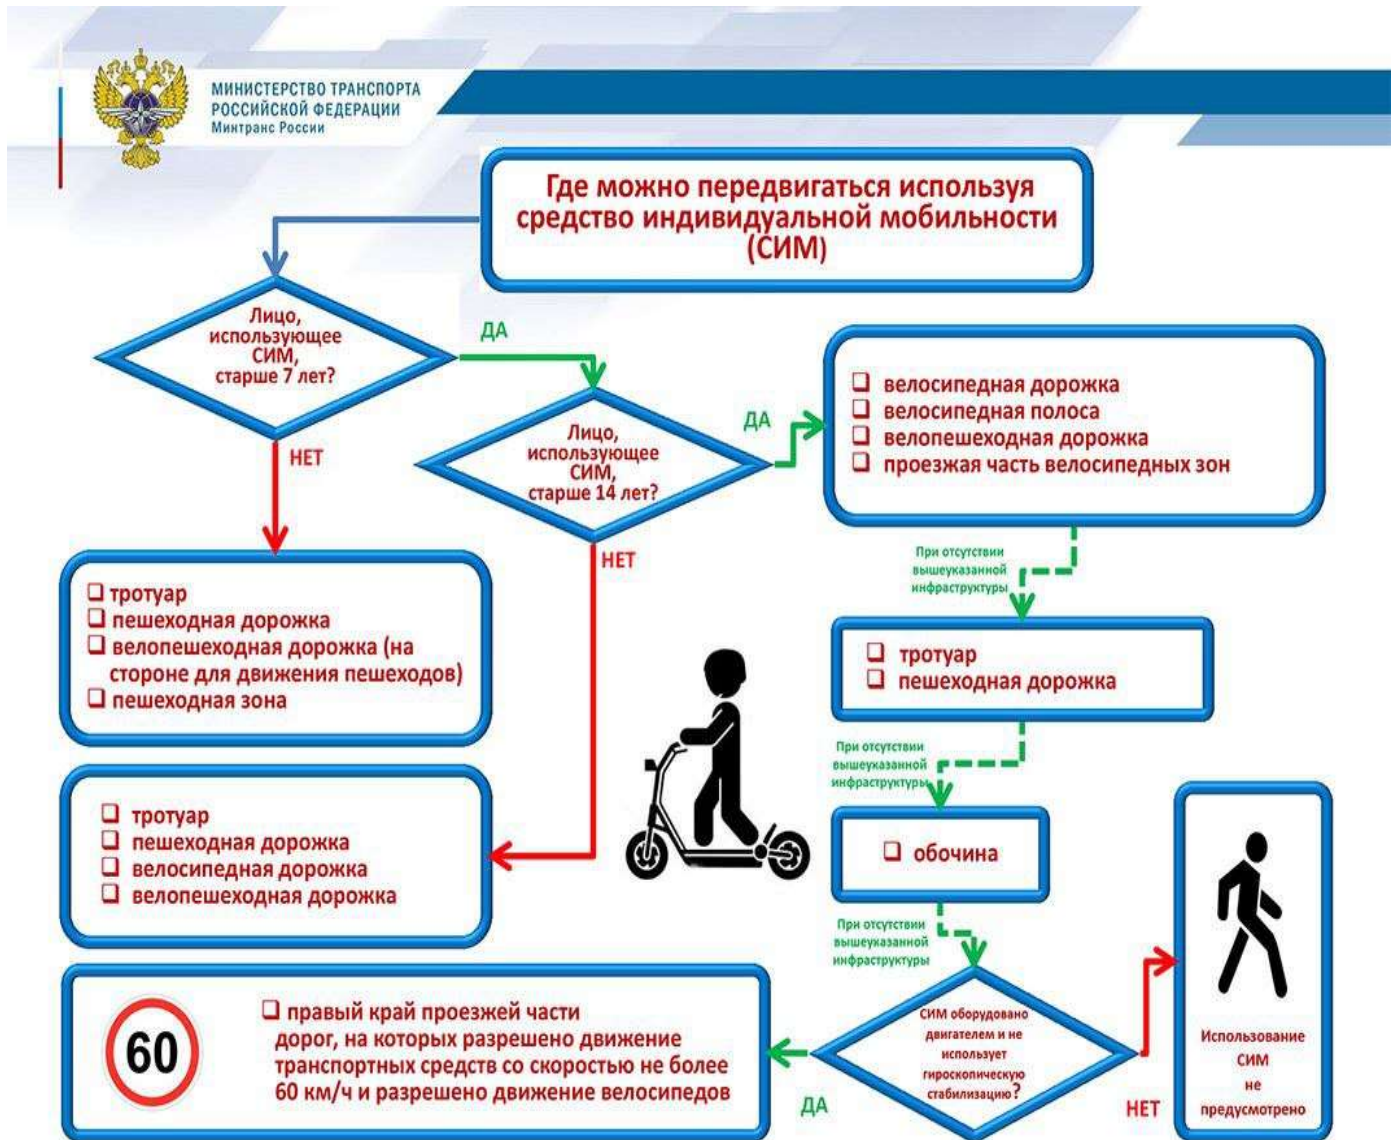 МИНИСТЕРСТВО ТРАНСПОРТА
РОССИЙСКОЙ ФЕДЕРАЦИИ
Минтранс России
Где можно передвигаться используя
средство индивидуальной мобильности
(СИМ)
Лицо,
использующее
СИМ,
старше 7 лет?
ДА
НЕТ
Лицо,
использующее
СИМ,
старше 14 лет?
ДА
НЕТ
велосипедная дорожка
велосипедная полоса
велопешеходная дорожка
проезжая часть велосипедных зон
При отсутствии
вышеуказанной
инфраструктуры
тротуар
пешеходная дорожка
велопешеходная дорожка (на
стороне для движения пешеходов)
пешеходная зона
тротуар
пешеходная дорожка
При отсутствии
вышеуказанной
инфраструктуры
тротуар
пешеходная дорожка
велосипедная дорожка
велопешеходная дорожка
обочина
При отсутствии
вышеуказанной
инфраструктуры
СИМ оборудовано
двигателем и не
использует
гироскопическую
стабилизацию?
ДА
НЕТ
60
правый край проезжей части
дорог, на которых разрешено движение
транспортных средств со скоростью не более
60 км/ч и разрешено движение велосипедов
Использование
СИМ
не
предусмотрено